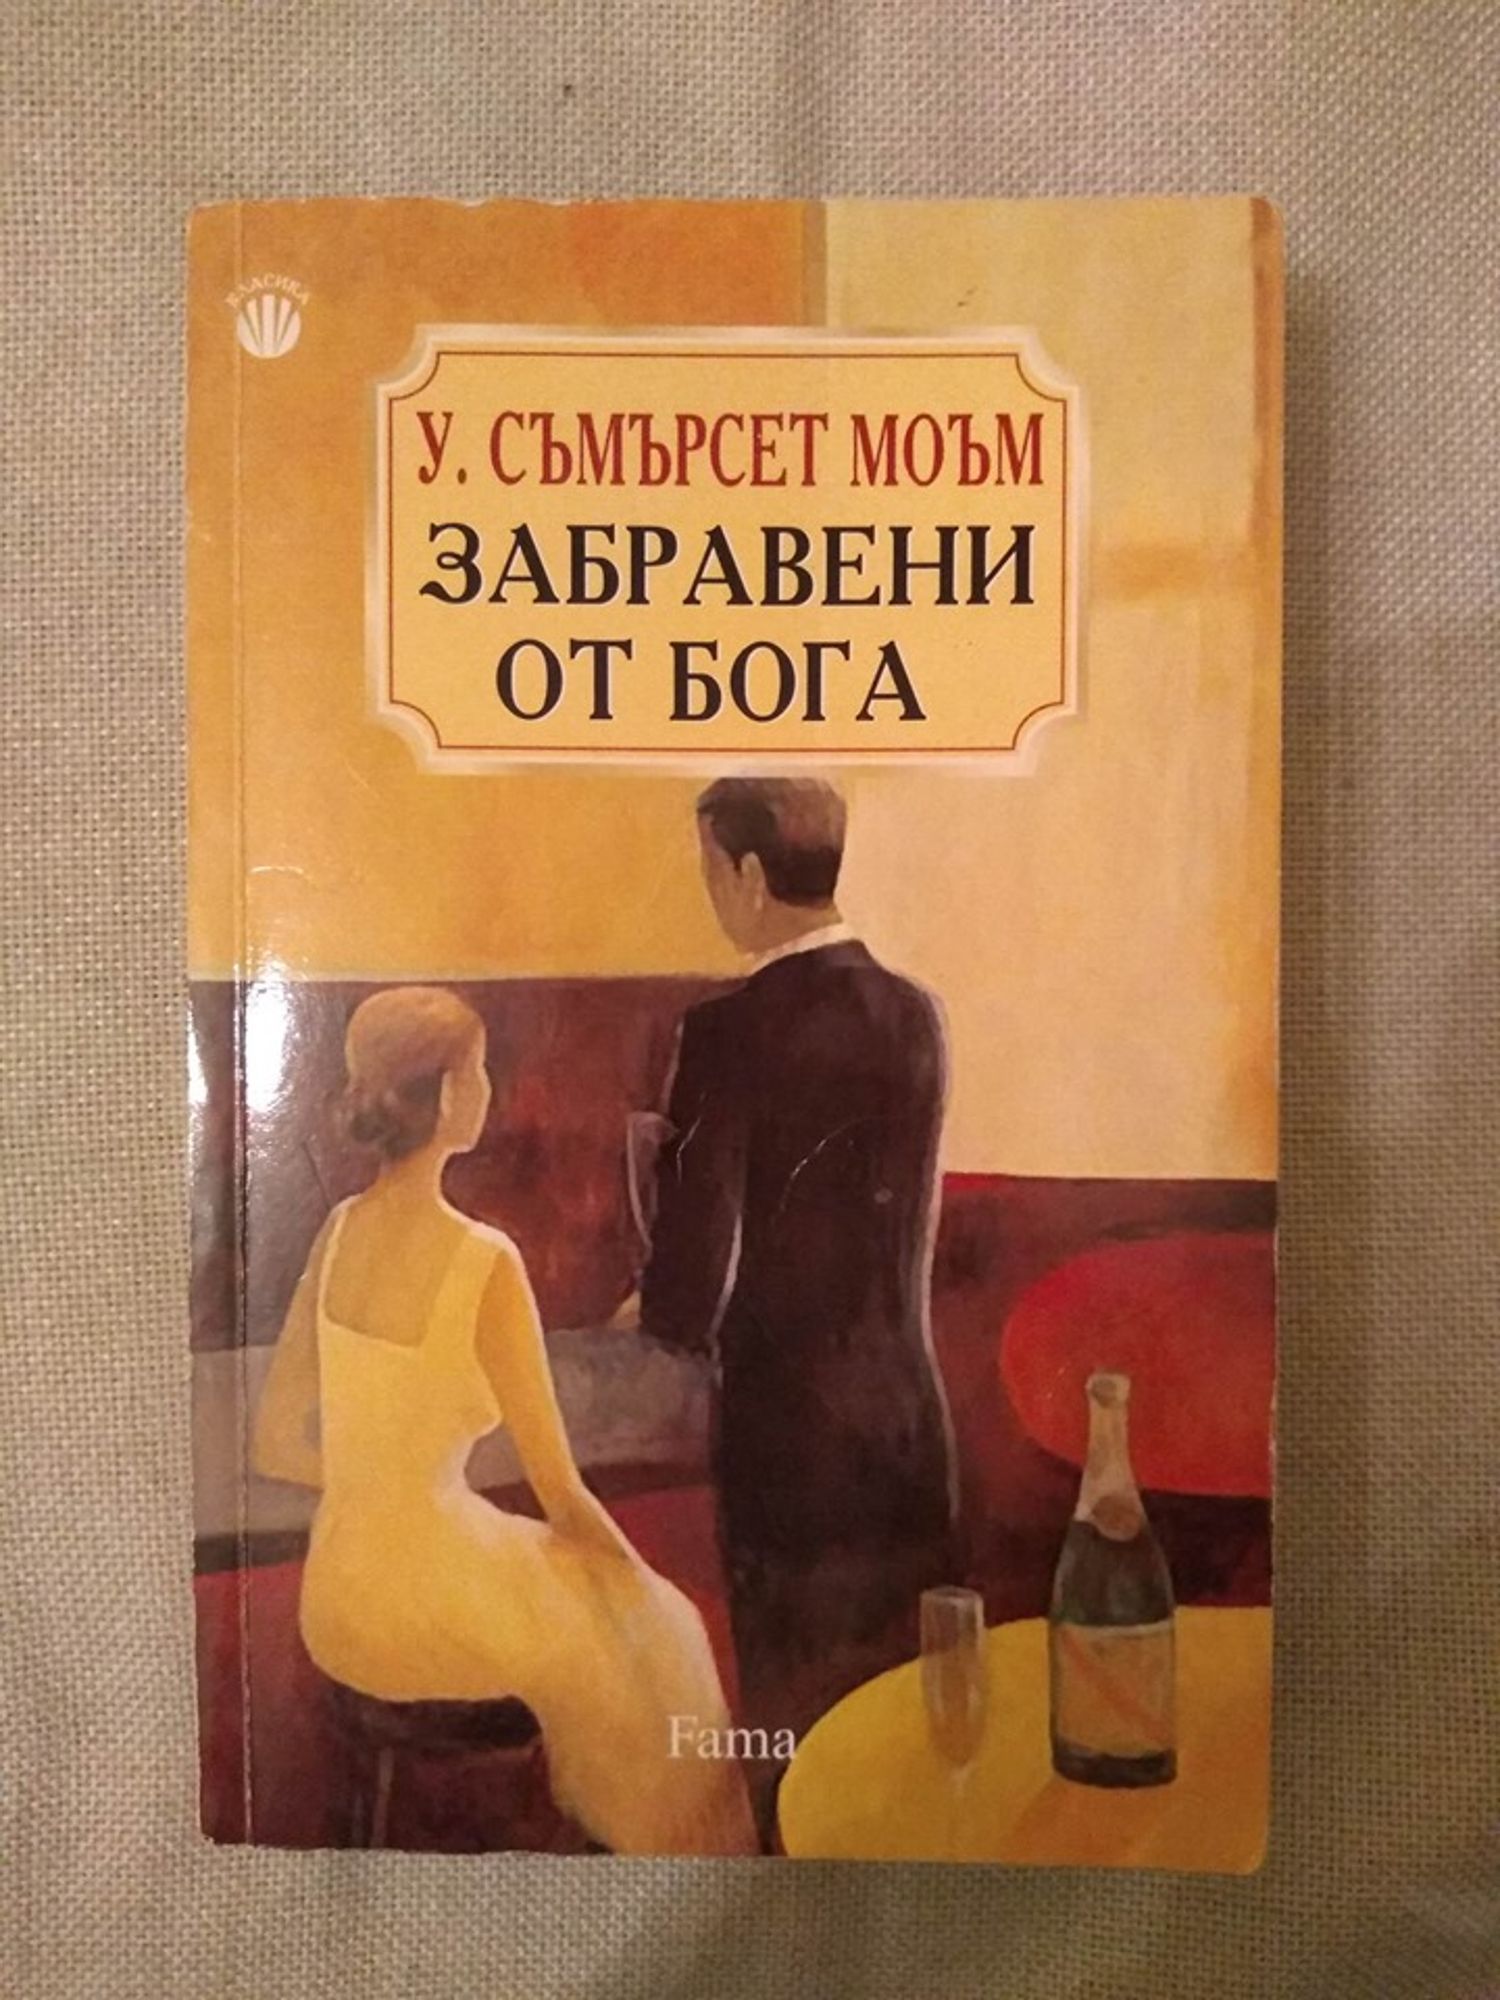 КЛАСИКА
У. СЪМЪРСЕТ МОЪМ
ЗАБРАВЕНИ
ОТ БОГА
Fama